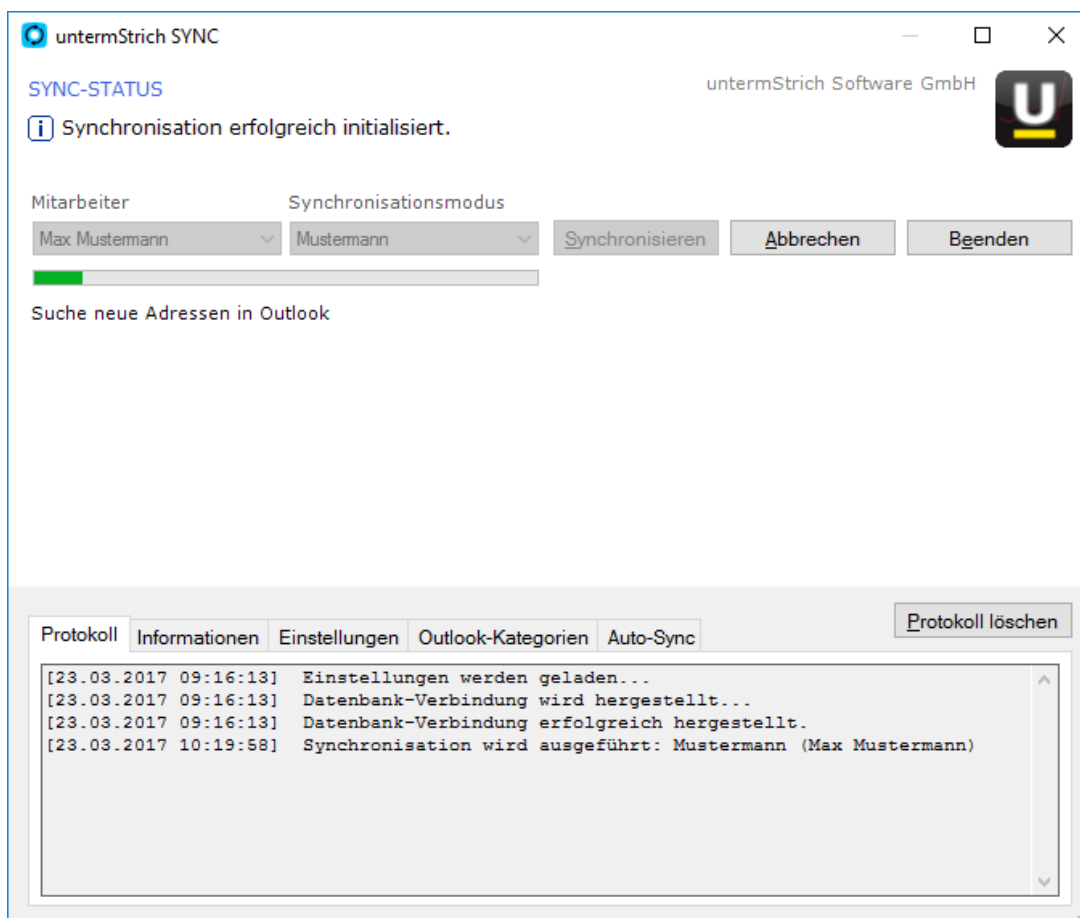 untermStrich SYNC
SYNC-STATUS
untermStrich Software GmbH
U
i Synchronisation erfolgreich initialisiert.
Mitarbeiter Synchronisationsmodus
Max Mustermann Mustermann Synchronisieren Abbrechen Beenden
Suche neue Adressen in Outlook
Protokoll löschen
Protokoll Informationen Einstellungen Outlook-Kategorien Auto-Sync
[23.03.2017 09:16:13] Einstellungen werden geladen...
[23.03.2017 09:16:13] Datenbank-Verbindung wird hergestellt...
[23.03.2017 09:16:13] Datenbank-Verbindung erfolgreich hergestellt.
[23.03.2017 10:19:58] Synchronisation wird ausgeführt: Mustermann (Max Mustermann)